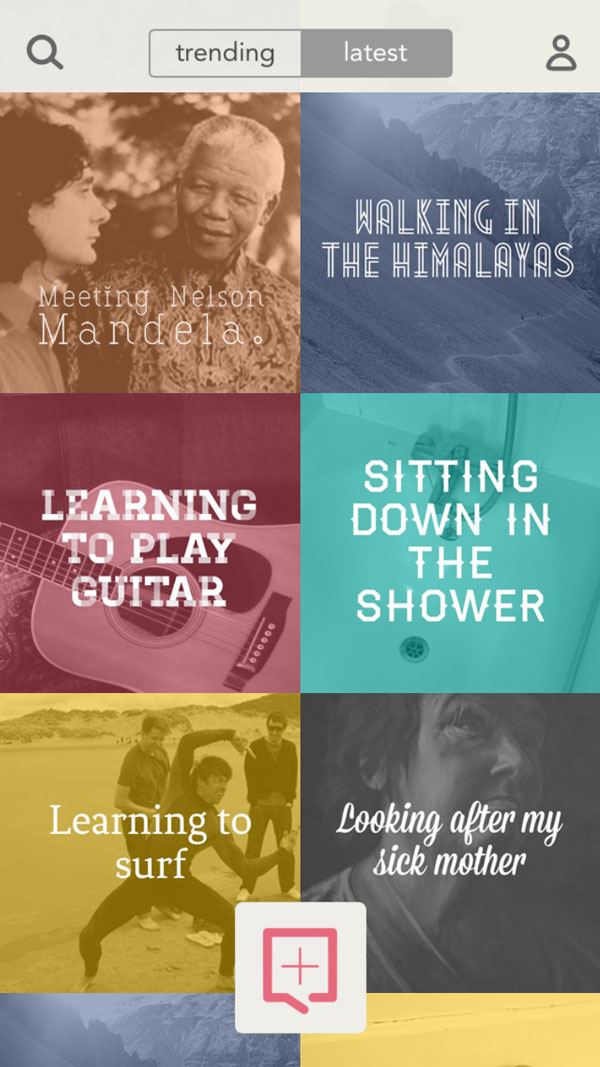 trending
latest
Meeting Nelson
Mandela.
WALKING IN
THE HIMALAYAS
LEARNING
TO PLAY
GUITAR
SITTING
DOWN IN
THE
SHOWER
Learning to
surf
Looking after my
sick mother